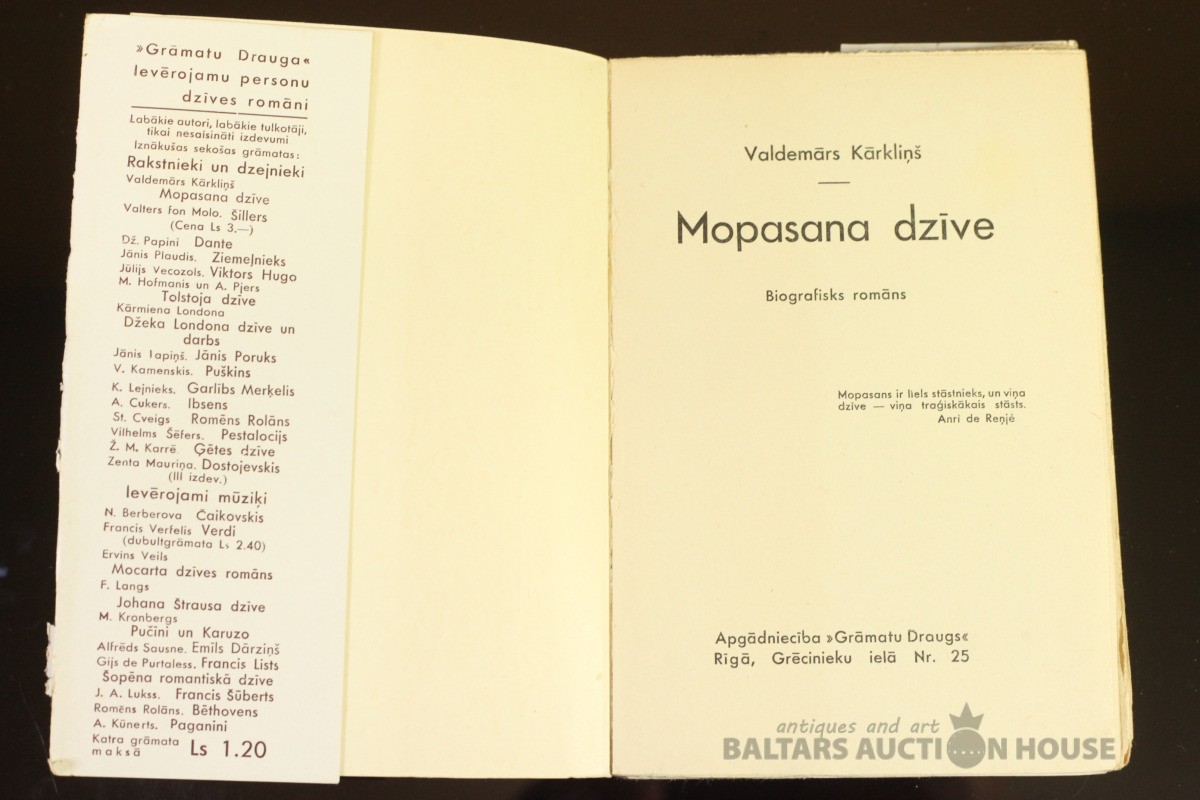 »Grāmatu Drauga«
Ievērojamu personu
dzīves romāni
Labākie autori, labākie tulkotāji,
tikai nesaīsināti izdevumi
Iznākušas sekošas grāmatas:
Rakstnieki un dzejnieki
Valdemārs Kārkliņš
Mopasana dzīve
Valters fon Molo. Šillers
(Cena Ls 3.—)
Dž. Papini Dante
Jānis Plaudis. Ziemeļnieks
Jūlijs Vecozols. Viktors Hugo
M. Hofmanis un A. Pjers
Tolstoja dzīve
Kārmiena Londona
Džeka Londona dzīve un
darbs
Jānis Lapiņš. Jānis Poruks
V. Kamenskis. Puškins
K. Lejnieks. Garlībs Merķelis
A. Cukers. Ibsens
St. Cveigs Romēns Rolāns
Vilhelms Šēfers. Pestalocijs
Ž. M. Karrē. Ģētes dzīve
Zenta Mauriņa. Dostojevskis
(III izdev.)
Ievērojami mūziķi
N. Berberova Čaikovskis
Francis Verfelis Verdi
(dubultgrāmata Ls 2.40)
Ervins Veils
Mocarta dzīves romāns
F. Langs
Johana Štrausa dzive
M. Kronbergs
Pučīni un Karuzo
Alfrēds Sausne. Emīls Dārziņš
Gijs de Purtaless. Francis Lists
Šopēna romantiskā dzīve
J. A. Lukss. Francis Šūberts
Romēns Rolāns. Bēthovens
A. Künerts. Paganini
Katra grāmata
maksā Ls 1.20
Valdemārs Kārkliņš
Mopasana dzīve
Biografisks romāns
Mopasans ir liels stāstnieks, un viņa
dzīve — viņa traģiskākais stāsts.
Anri de Reņjē
Apgādniecība »Grāmatu Draugs«
Rīgā, Grēcinieku ielā Nr. 25
antiques and art
BALTARS AUCTION HOUSE